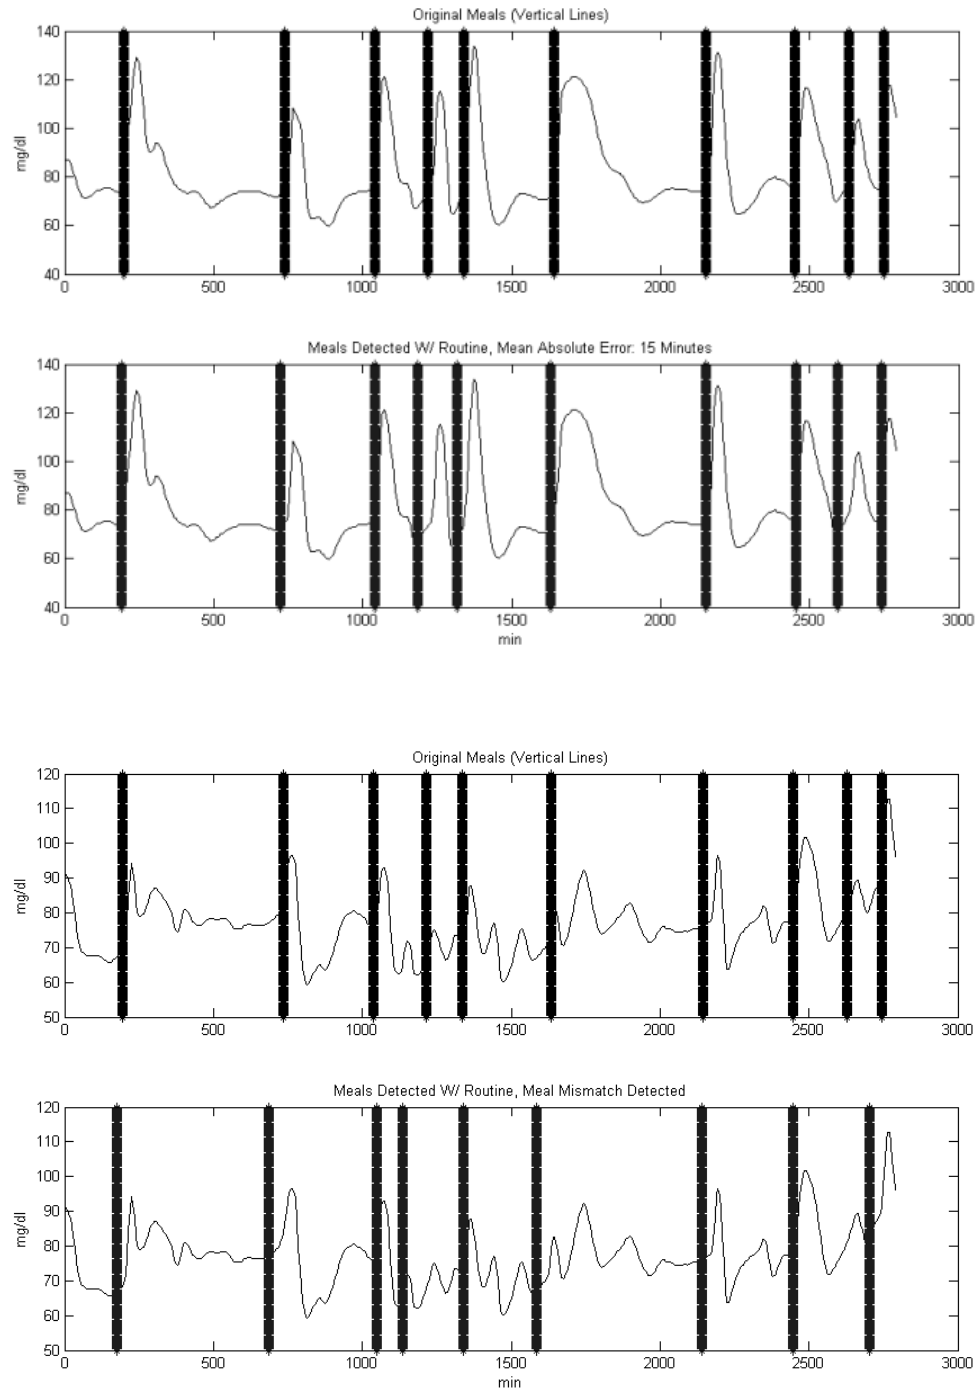 Original Meals (Vertical Lines)
140
120
100
80
60
40
mg/dl
0 500 1000 1500 2000 2500 3000
Meals Detected W/ Routine, Mean Absolute Error: 15 Minutes
140
120
100
80
60
40
mg/dl
0 500 1000 1500 2000 2500 3000
min
Original Meals (Vertical Lines)
120
110
100
90
80
70
60
50
mg/dl
0 500 1000 1500 2000 2500 3000
Meals Detected W/ Routine, Meal Mismatch Detected
120
110
100
90
80
70
60
50
mg/dl
0 500 1000 1500 2000 2500 3000
min